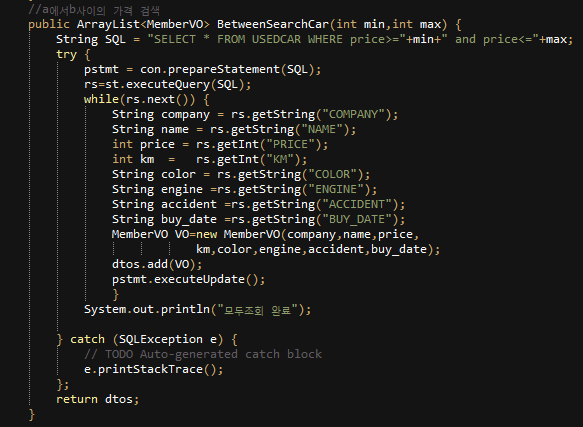 //a에서b사이의 가격 검색
public ArrayList<MemberVO> BetweenSearchCar(int min,int max) {
String SQL = "SELECT * FROM USEDCAR WHERE price>="+min+" and price<="+max;
try {
pstmt = con.prepareStatement(SQL);
rs=st.executeQuery(SQL);
while(rs.next()) {
String company = rs.getString("COMPANY");
String name = rs.getString("NAME");
int price = rs.getInt("PRICE");
int km  =   rs.getInt("KM");
String color = rs.getString("COLOR");
String engine =rs.getString("ENGINE");
String accident =rs.getString("ACCIDENT");
String buy_date =rs.getString("BUY_DATE");
MemberVO VO=new MemberVO(company,name,price,
km,color,engine,accident,buy_date);
dtos.add(VO);
pstmt.executeUpdate();
}
System.out.println("모두조회 완료");
} catch (SQLException e) {
// TODO Auto-generated catch block
e.printStackTrace();
};
return dtos;
}